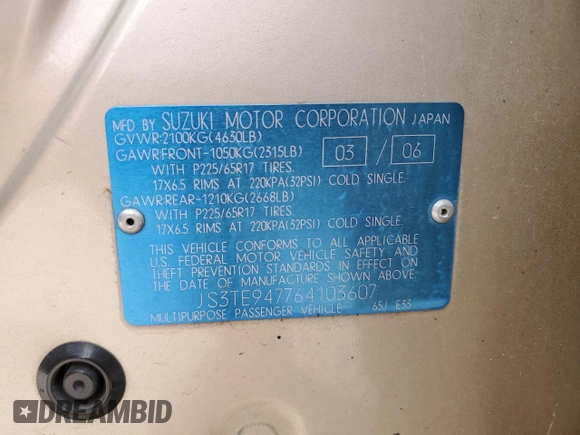 MFD BY SUZUKI MOTOR CORPORATION JAPAN
GVWR:2100KG(4630LB)
GAWR:FRONT-1050KG(2315LB) 03 / 06
WITH P225/65R17 TIRES.
17X6.5 RIMS AT 220KPA(32PSI) COLD SINGLE.
GAWR:REAR-1210KG(2668LB)
WITH P225/65R17 TIRES.
17X6.5 RIMS AT 220KPA(32PSI) COLD SINGLE.
THIS VEHICLE CONFORMS TO ALL APPLICABLE
U.S. FEDERAL MOTOR VEHICLE SAFETY AND
THEFT PREVENTION STANDARDS IN EFFECT ON
THE DATE OF MANUFACTURE SHOWN ABOVE.
JS3TE947764103607
MULTIPURPOSE PASSENGER VEHICLE 65J E33
DREAMBID